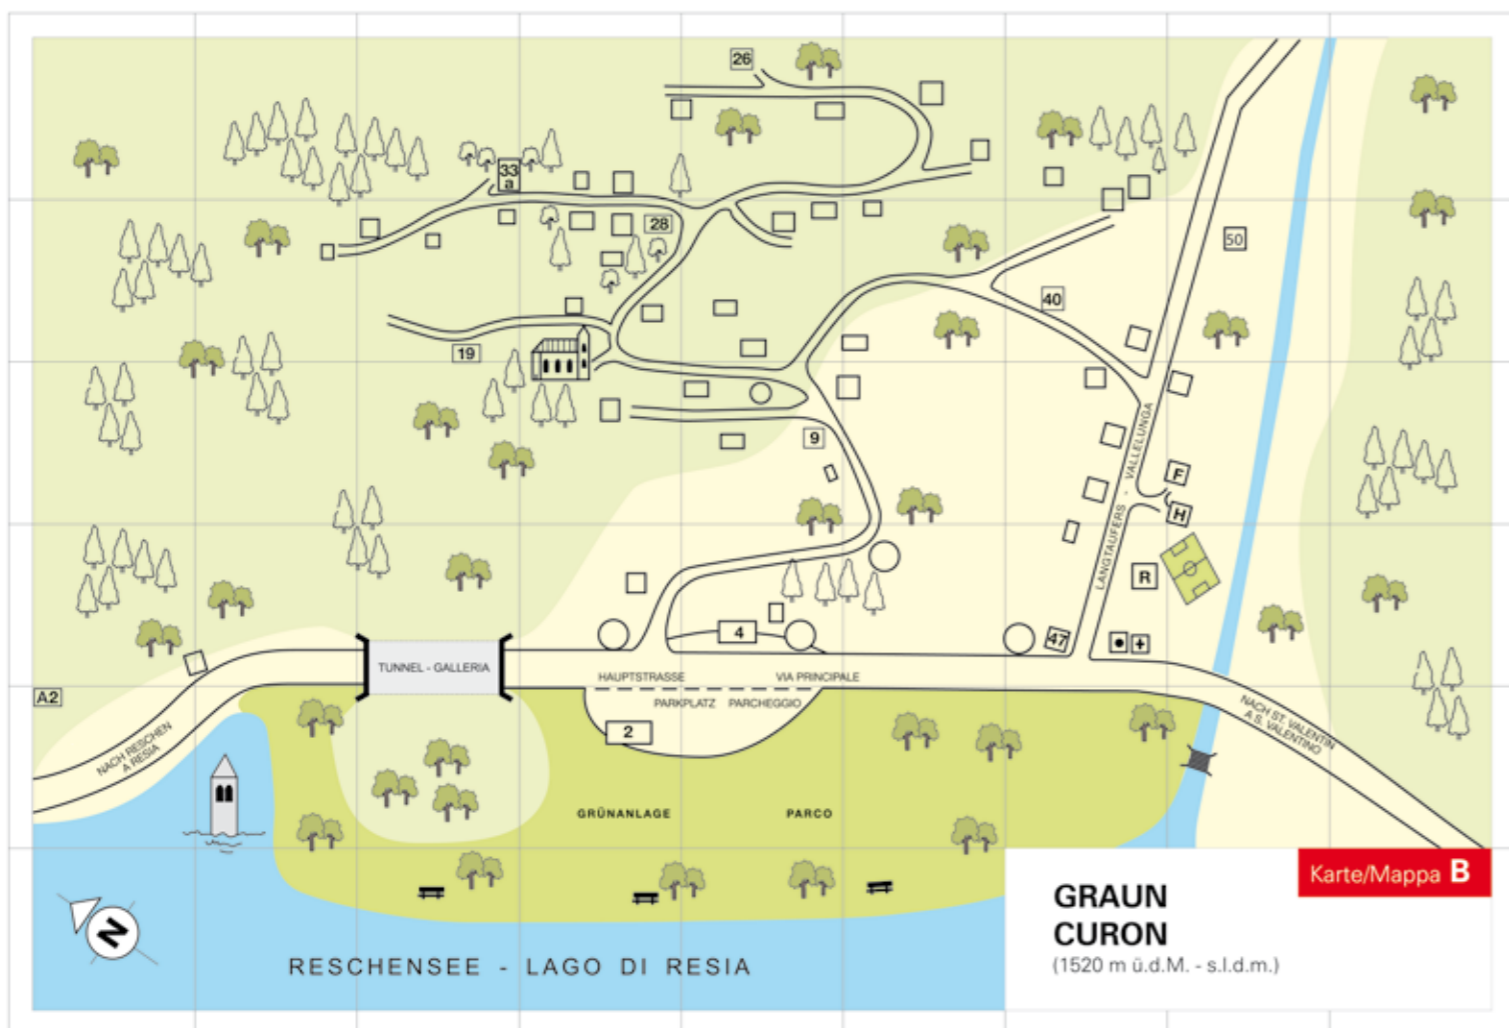 26
33
a
28
50
40
19
9
LANGTAUFERS - VALLELUNGA
F
H
R
4
47
TUNNEL - GALLERIA
HAUPTSTRASSE VIA PRINCIPALE
A2
PARKPLATZ PARCHEGGIO
2
NACH RESCHEN
A RESIA
NACH ST. VALENTIN
A S. VALENTINO
GRÜNANLAGE PARCO
Karte/Mappa B
GRAUN
CURON
(1520 m ü.d.M. - s.l.d.m.)
N
RESCHENSEE - LAGO DI RESIA